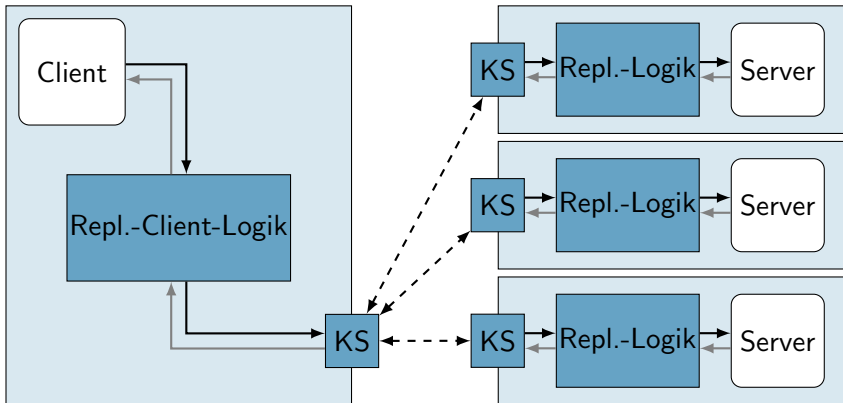 Client
Repl.-Client-Logik
KS
KS
Repl.-Logik
Server
KS
Repl.-Logik
Server
KS
Repl.-Logik
Server